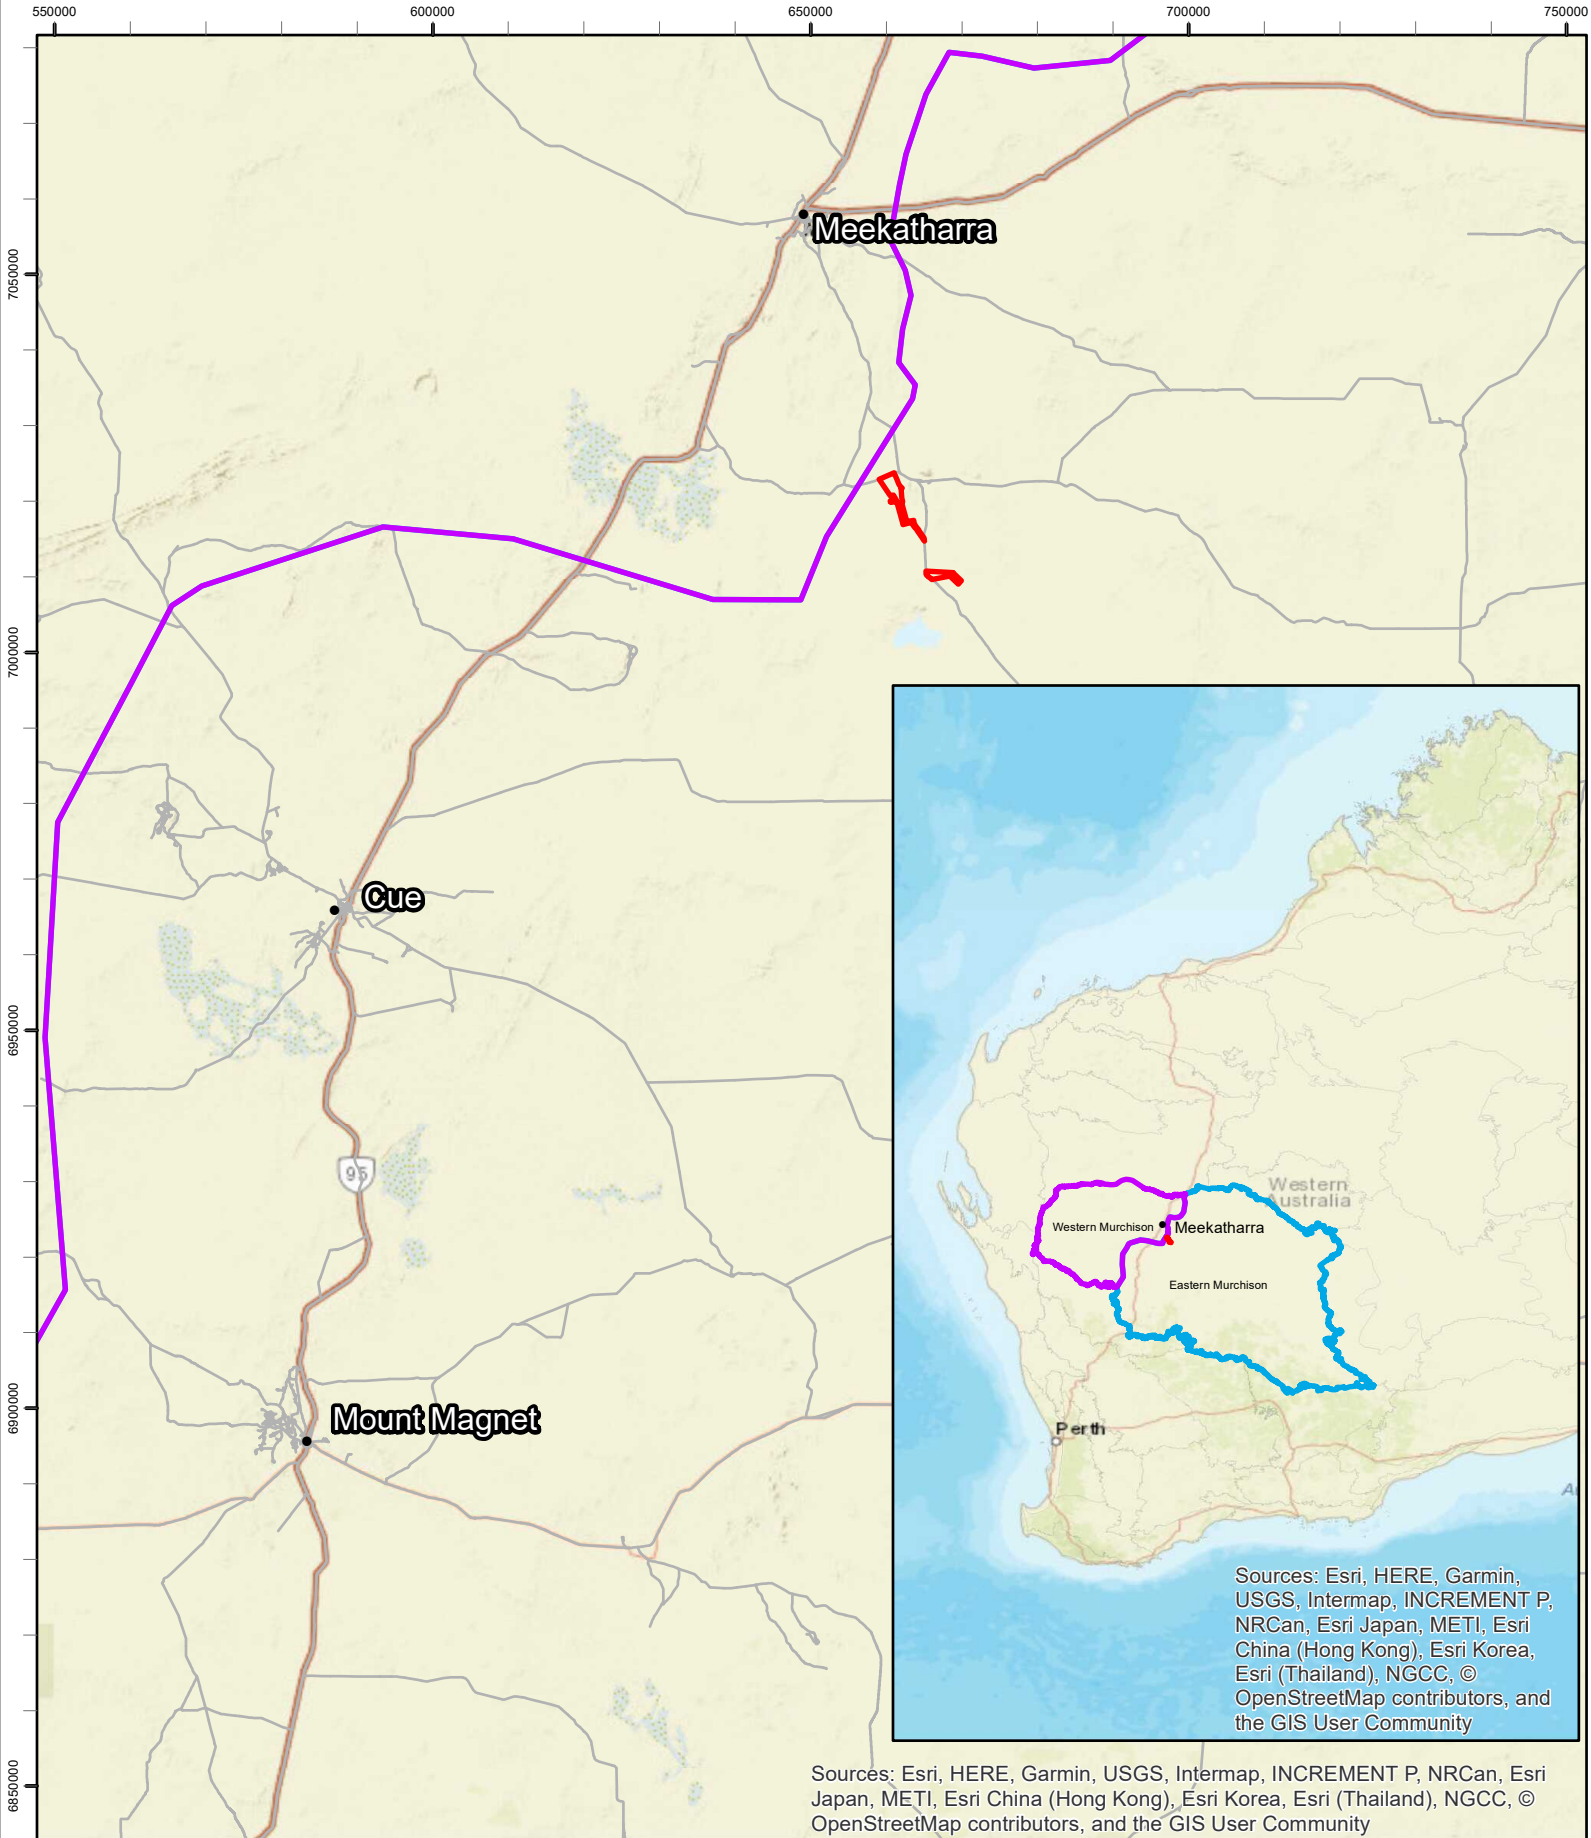 550000
600000
650000
700000
750000
7050000
7000000
6950000
6900000
6850000
Meekatharra
Cue
95
Mount Magnet
Western
Australia
Western Murchison
Meekatharra
Eastern Murchison
Perth
Sources: Esri, HERE, Garmin,
USGS, Intermap, INCREMENT P,
NRCan, Esri Japan, METI, Esri
China (Hong Kong), Esri Korea,
Esri (Thailand), NGCC, ©
OpenStreetMap contributors, and
the GIS User Community
Sources: Esri, HERE, Garmin, USGS, Intermap, INCREMENT P, NRCan, Esri
Japan, METI, Esri China (Hong Kong), Esri Korea, Esri (Thailand), NGCC, ©
OpenStreetMap contributors, and the GIS User Community